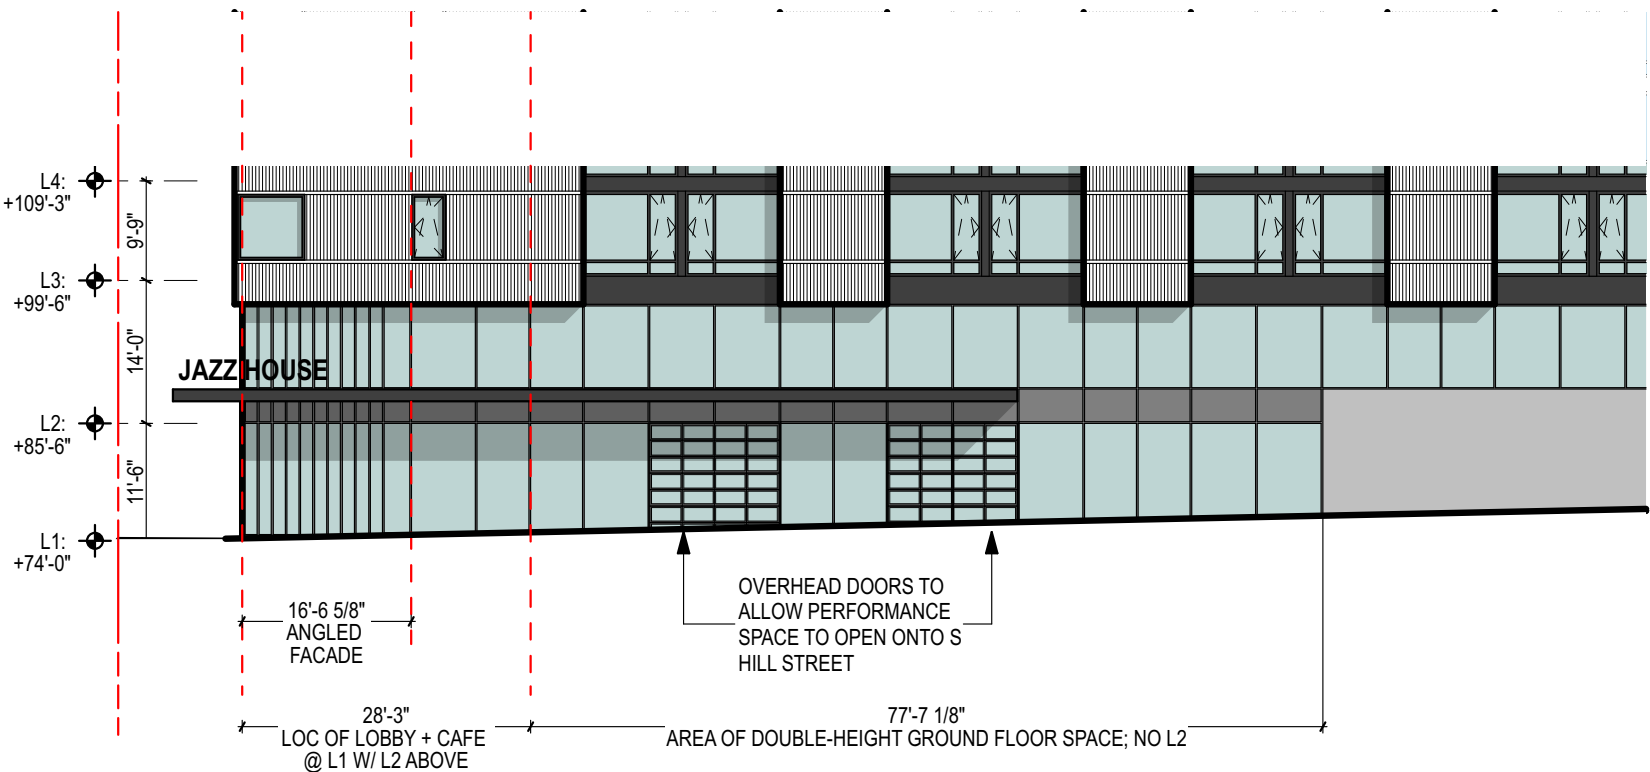 L4:
+109'-3"
9'-9"
L3:
+99'-6"
14'-0"
JAZZ HOUSE
L2:
+85'-6"
11'-6"
L1:
+74'-0"
16'-6 5/8"
ANGLED
FACADE
OVERHEAD DOORS TO
ALLOW PERFORMANCE
SPACE TO OPEN ONTO S
HILL STREET
28'-3"
LOC OF LOBBY + CAFE
@ L1 W/ L2 ABOVE
77'-7 1/8"
AREA OF DOUBLE-HEIGHT GROUND FLOOR SPACE; NO L2